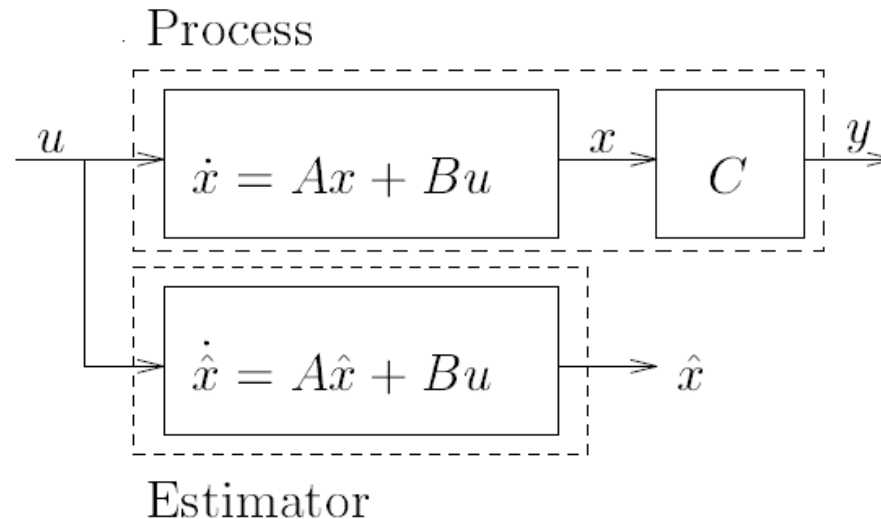 Process
u
ẋ = Ax + Bu
x
C
y
x̂̇ = Ax̂ + Bu
x̂
Estimator